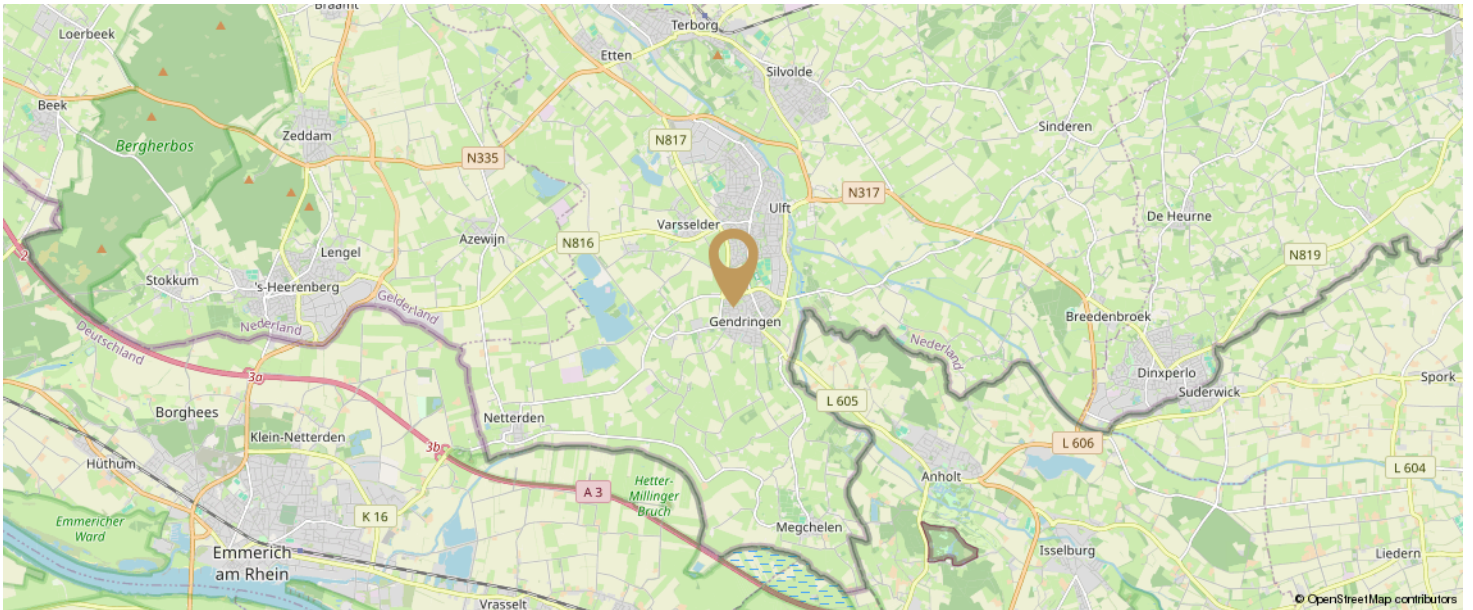 Braamt
Loerbeek
Terborg
Etten
Silvolde
Beek
Zeddam
Bergherbos
N335
N817
Sinderen
N317
Ulft
De Heurne
Varsselder
Azewijn
N816
Lengel
N819
Stokkum
's-Heerenberg
2
Gelderland
Nederland
Deutschland
Gendringen
Breedenbroek
Nederland
Dinxperlo
Spork
3a
Suderwick
L 605
Borghees
Netterden
Klein-Netterden
3b
L 606
Hüthum
L 604
Anholt
A 3
Hetter-
Millinger
Bruch
K 16
Emmericher
Ward
Megchelen
Emmerich
am Rhein
Isselburg
Liedern
Vrasselt
© OpenStreetMap contributors